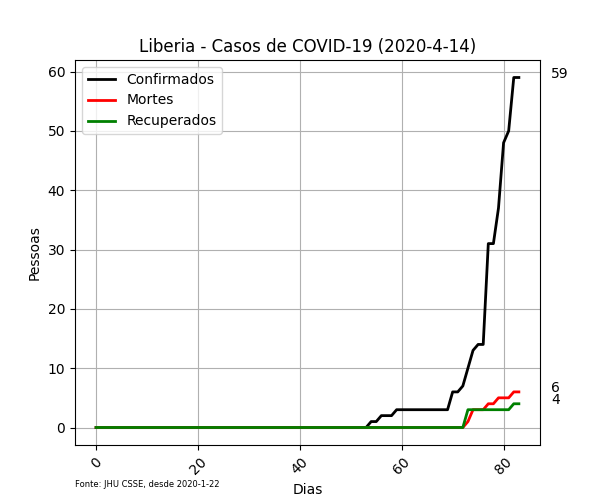 Liberia - Casos de COVID-19 (2020-4-14)
Confirmados
Mortes
Recuperados
60
50
40
30
20
10
0
Pessoas
59
6
4
0
20
40
60
80
Dias
Fonte: JHU CSSE, desde 2020-1-22